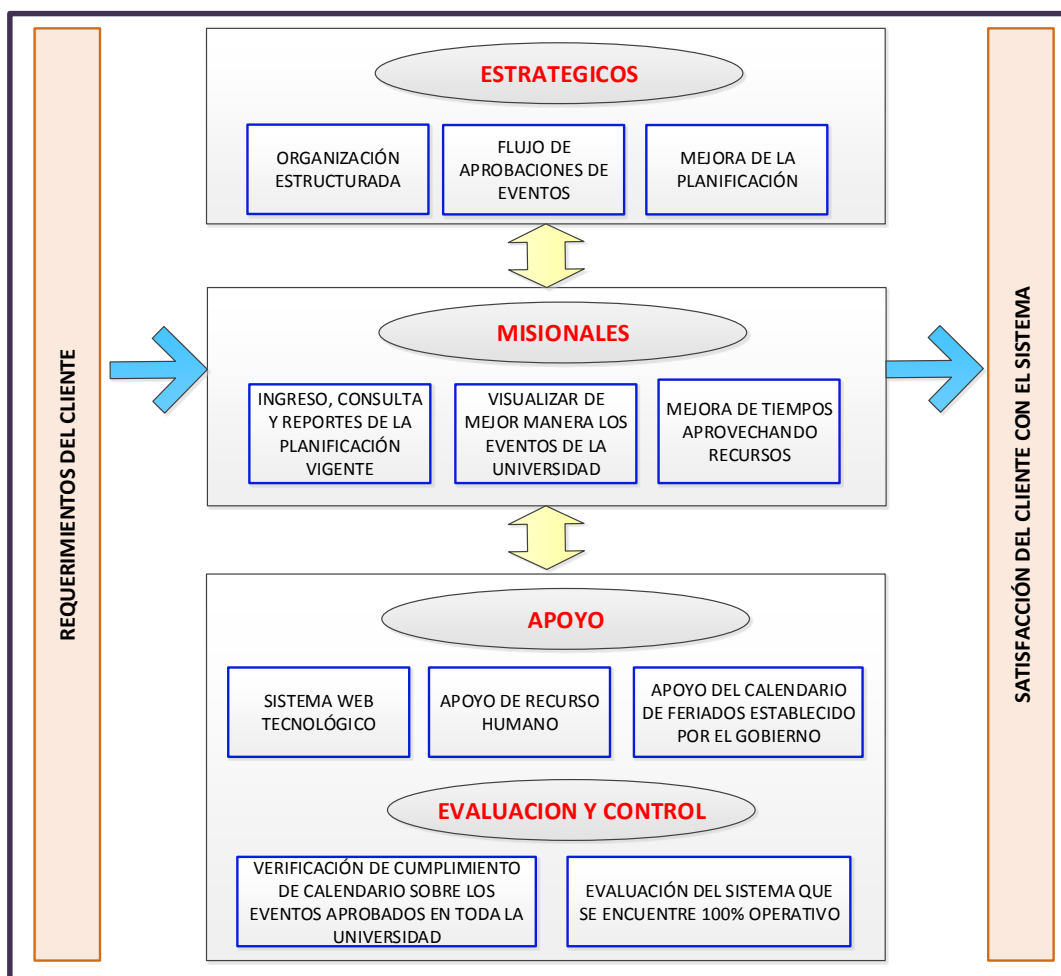 REQUERIMIENTOS DEL CLIENTE
ESTRATEGICOS
ORGANIZACIÓN
ESTRUCTURADA
FLUJO DE
APROBACIONES DE
EVENTOS
MEJORA DE LA
PLANIFICACIÓN
MISIONALES
INGRESO, CONSULTA
Y REPORTES DE LA
PLANIFICACIÓN
VIGENTE
VISUALIZAR DE
MEJOR MANERA LOS
EVENTOS DE LA
UNIVERSIDAD
MEJORA DE TIEMPOS
APROVECHANDO
RECURSOS
APOYO
SISTEMA WEB
TECNOLÓGICO
APOYO DE RECURSO
HUMANO
APOYO DEL CALENDARIO
DE FERIADOS ESTABLECIDO
POR EL GOBIERNO
EVALUACION Y CONTROL
VERIFICACIÓN DE CUMPLIMIENTO
DE CALENDARIO SOBRE LOS
EVENTOS APROBADOS EN TODA LA
UNIVERSIDAD
EVALUACIÓN DEL SISTEMA QUE
SE ENCUENTRE 100% OPERATIVO
SATISFACCIÓN DEL CLIENTE CON EL SISTEMA